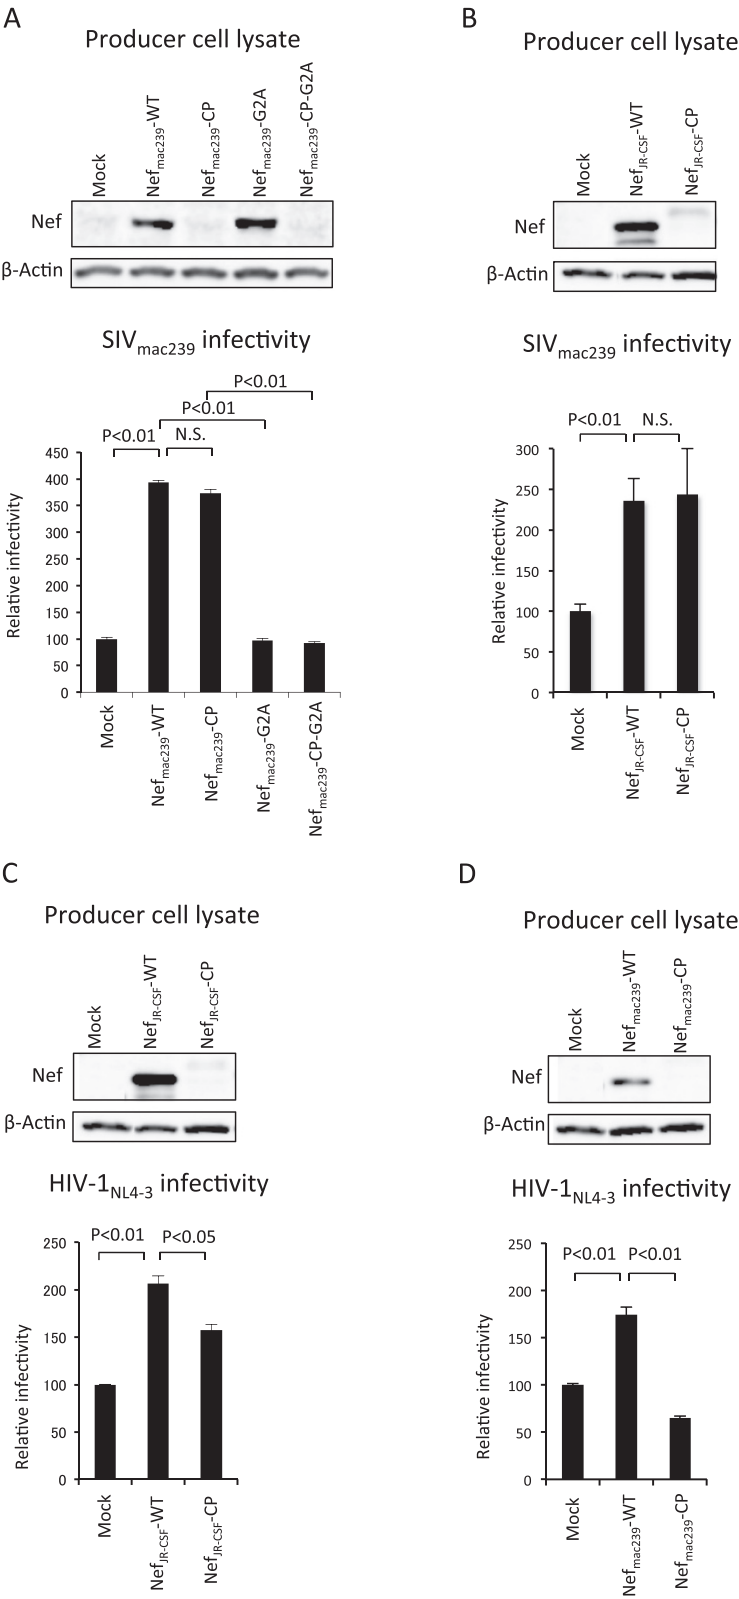 A
Producer cell lysate
Mock
Nefmac239-WT
Nefmac239-CP
Nefmac239-G2A
Nefmac239-CP-G2A
Nef
β-Actin
SIVmac239 infectivity
P<0.01
P<0.01
P<0.01
N.S.
Relative infectivity
450
400
350
300
250
200
150
100
50
0
Mock
Nefmac239-WT
Nefmac239-CP
Nefmac239-G2A
Nefmac239-CP-G2A
B
Producer cell lysate
Mock
NefJR-CSF-WT
NefJR-CSF-CP
Nef
β-Actin
SIVmac239 infectivity
P<0.01
N.S.
Relative infectivity
300
250
200
150
100
50
0
Mock
NefJR-CSF-WT
NefJR-CSF-CP
C
Producer cell lysate
Mock
NefJR-CSF-WT
NefJR-CSF-CP
Nef
β-Actin
HIV-1NL4-3 infectivity
P<0.01
P<0.05
Relative infectivity
250
200
150
100
50
0
Mock
NefJR-CSF-WT
NefJR-CSF-CP
D
Producer cell lysate
Mock
Nefmac239-WT
Nefmac239-CP
Nef
β-Actin
HIV-1NL4-3 infectivity
P<0.01
P<0.01
Relative infectivity
250
200
150
100
50
0
Mock
Nefmac239-WT
Nefmac239-CP